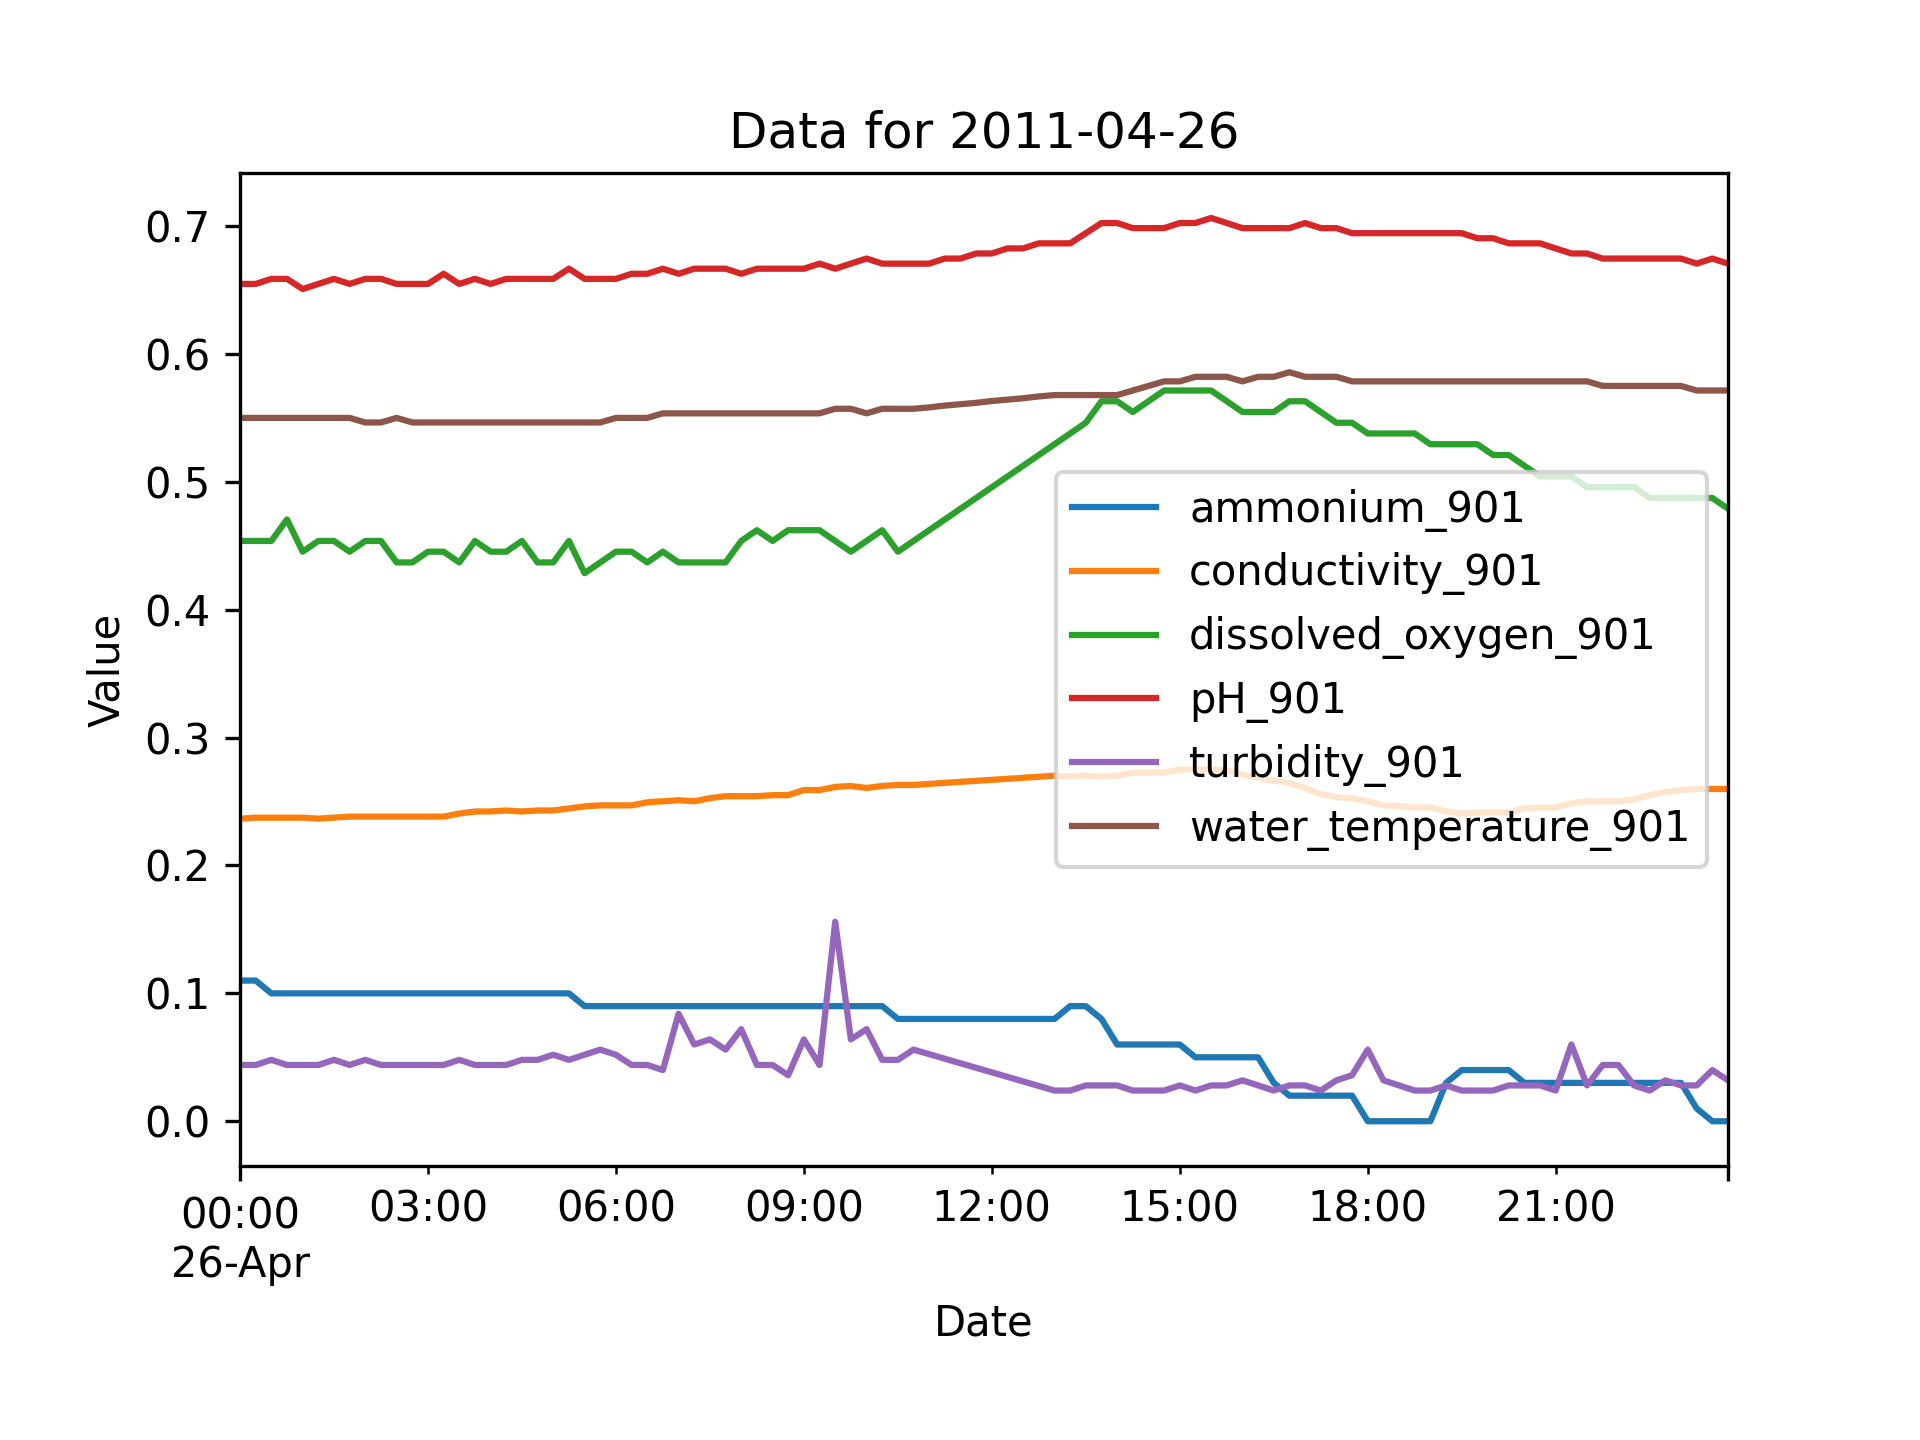 Data for 2011-04-26
Value
0.7
0.6
0.5
0.4
0.3
0.2
0.1
0.0
ammonium_901
conductivity_901
dissolved_oxygen_901
pH_901
turbidity_901
water_temperature_901
00:00
26-Apr
03:00
06:00
09:00
12:00
15:00
18:00
21:00
Date